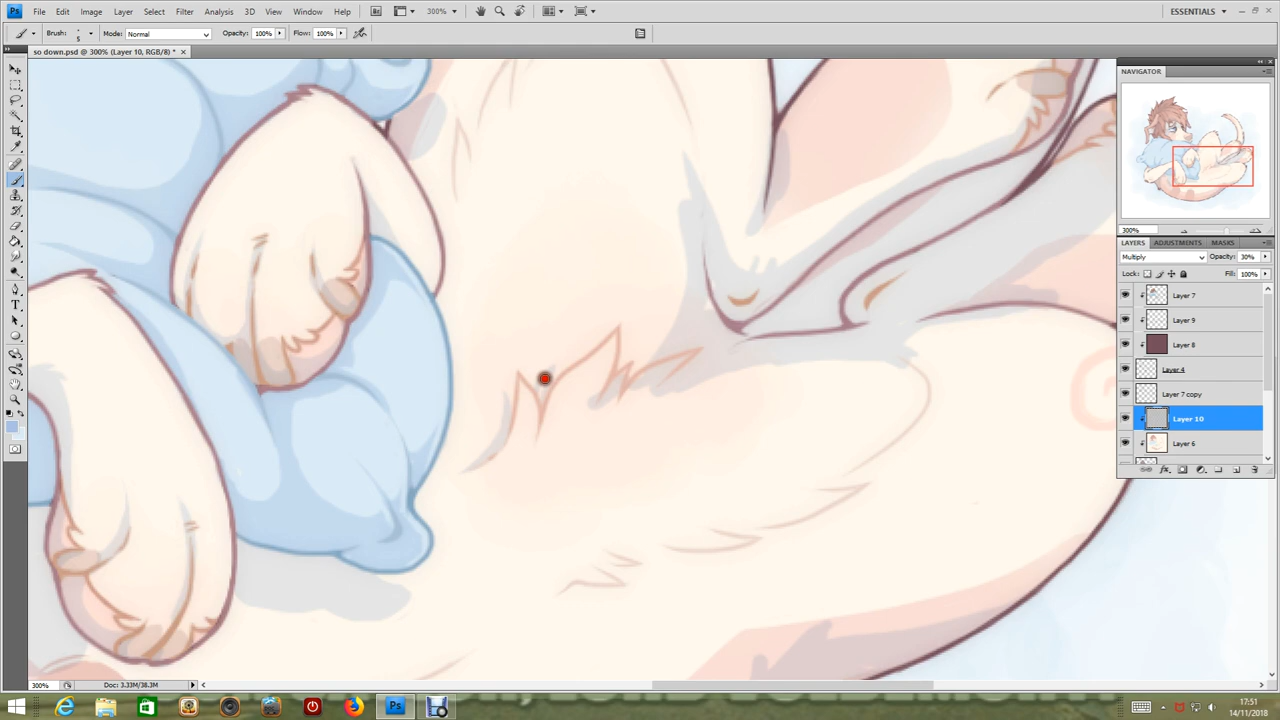 Ps File Edit Image Layer Select Filter Analysis 3D View Window Help 300% ESSENTIALS
Brush: 5 Mode: Normal Opacity: 100% Flow: 100%
so down.psd @ 300% (Layer 10, RGB/8) * ×
NAVIGATOR
300%
LAYERS ADJUSTMENTS MASKS
Multiply Opacity: 30%
Lock: Fill: 100%
Layer 7
Layer 9
Layer 8
Layer 4
Layer 7 copy
Layer 10
Layer 6
300% Doc: 3.33M/38.3M
Ps 17:51
14/11/2018